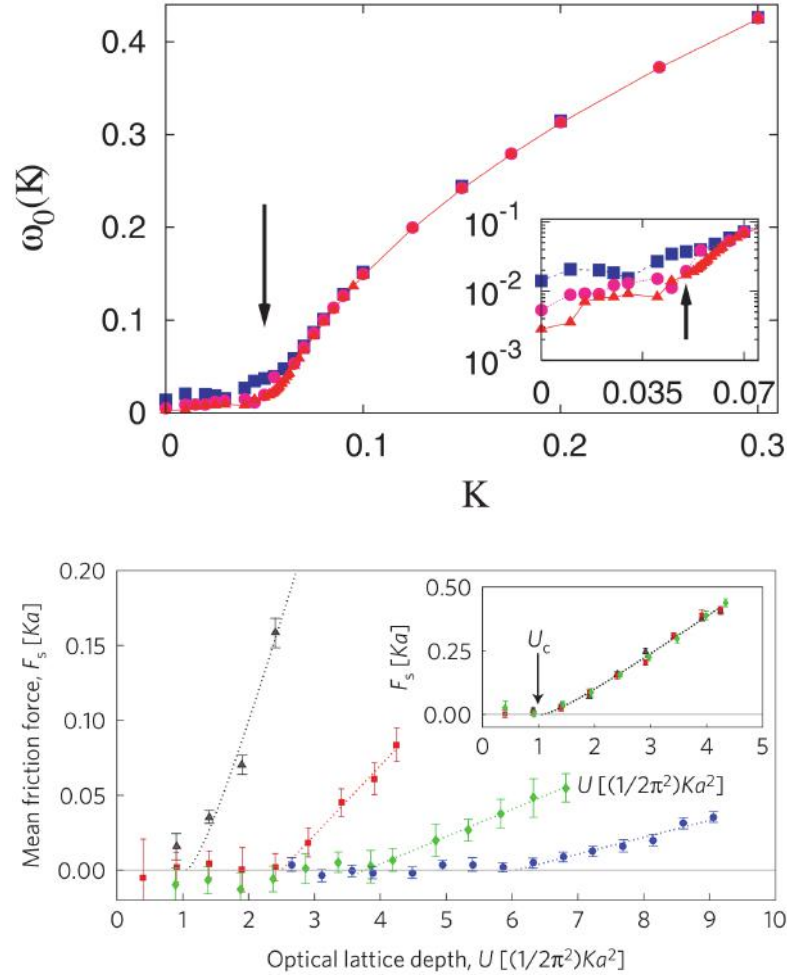 0.4
0.3
ω₀(K)
0.2
0.1
0
0
0.1
0.2
0.3
K
10⁻¹
10⁻²
10⁻³
0
0.035
0.07
0.20
0.15
0.10
0.05
0.00
Mean friction force, Fₛ [Ka]
0 1 2 3 4 5 6 7 8 9 10
Optical lattice depth, U [(1/2π²)Ka²]
0.50
Fₛ [Ka]
U꜀
0.25
0.00
0 1 2 3 4 5
U [(1/2π²)Ka²]